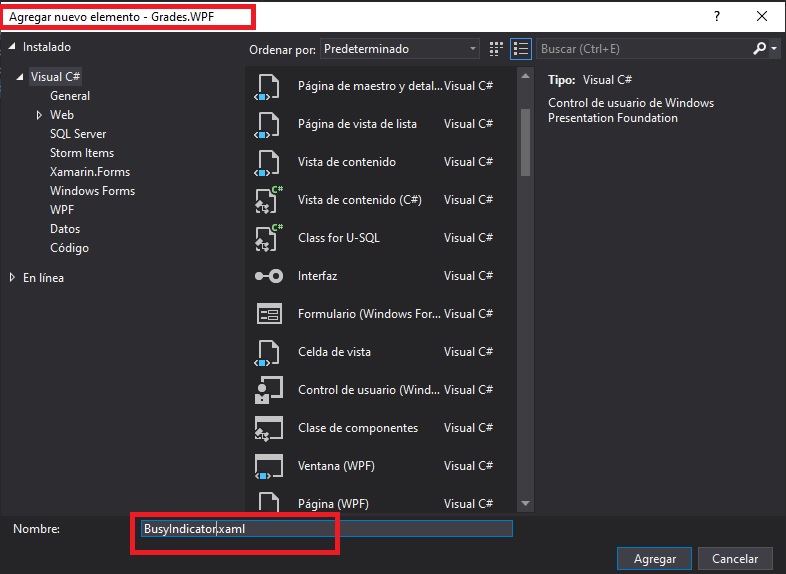 Agregar nuevo elemento - Grades.WPF
?
Instalado
Visual C#
General
Web
SQL Server
Storm Items
Xamarin.Forms
Windows Forms
WPF
Datos
Código
En línea
Ordenar por: Predeterminado
Página de maestro y detal... Visual C#
Página de vista de lista Visual C#
Vista de contenido Visual C#
Vista de contenido (C#) Visual C#
Class for U-SQL Visual C#
Interfaz Visual C#
Formulario (Windows For... Visual C#
Celda de vista Visual C#
Control de usuario (Wind... Visual C#
Clase de componentes Visual C#
Ventana (WPF) Visual C#
Página (WPF) Visual C#
C#
C#
Buscar (Ctrl+E)
Tipo: Visual C#
Control de usuario de Windows
Presentation Foundation
Nombre: BusyIndicator.xaml
Agregar Cancelar